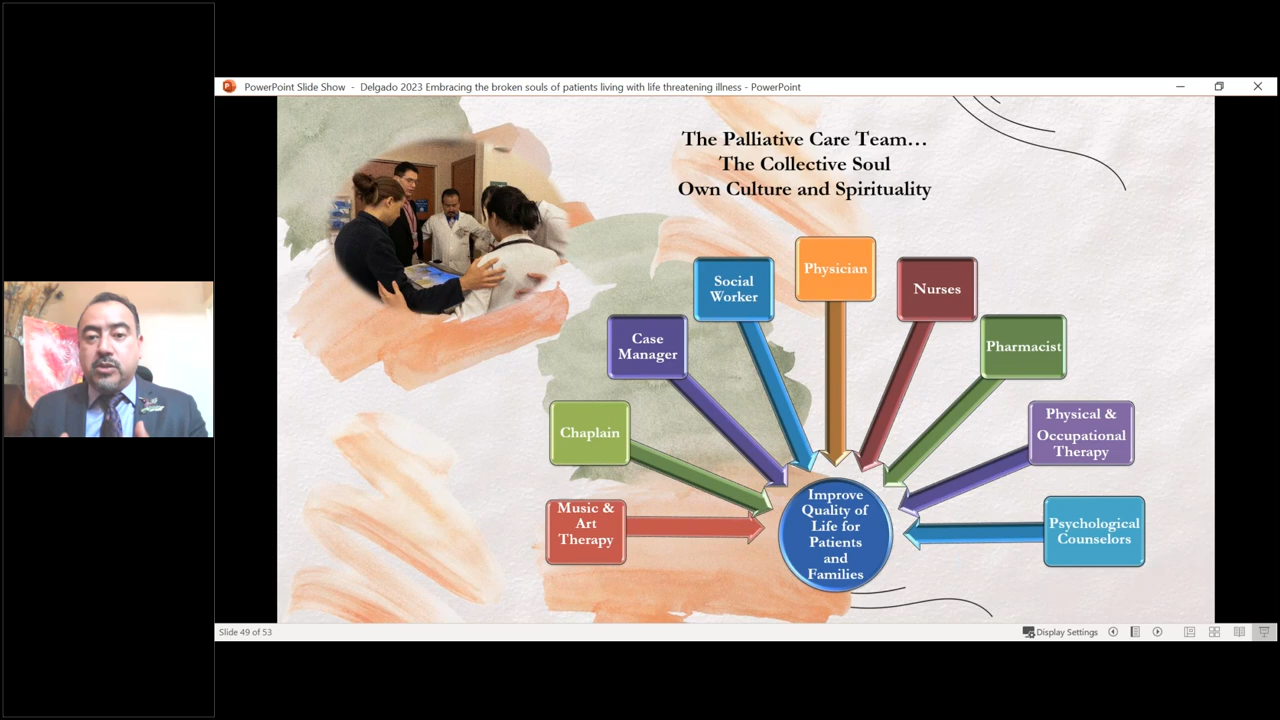 PowerPoint Slide Show - Delgado 2023 Embracing the broken souls of patients living with life threatening illness - PowerPoint
The Palliative Care Team…
The Collective Soul
Own Culture and Spirituality
Physician
Social
Worker
Nurses
Case
Manager
Pharmacist
Chaplain
Physical &
Occupational
Therapy
Music &
Art
Therapy
Psychological
Counselors
Improve
Quality of
Life for
Patients
and
Families
Slide 49 of 53
Display Settings